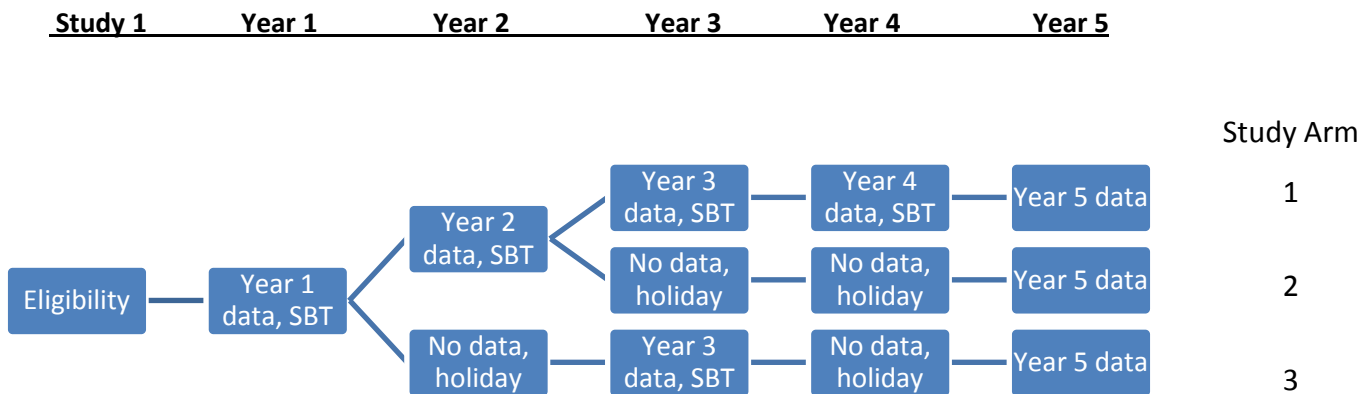 Study 1 Year 1 Year 2 Year 3 Year 4 Year 5
Study Arm
Year 3
data, SBT
Year 4
data, SBT
Year 5 data
1
Year 2
data, SBT
Eligibility
Year 1
data, SBT
No data,
holiday
No data,
holiday
Year 5 data
2
No data,
holiday
Year 3
data, SBT
No data,
holiday
Year 5 data
3